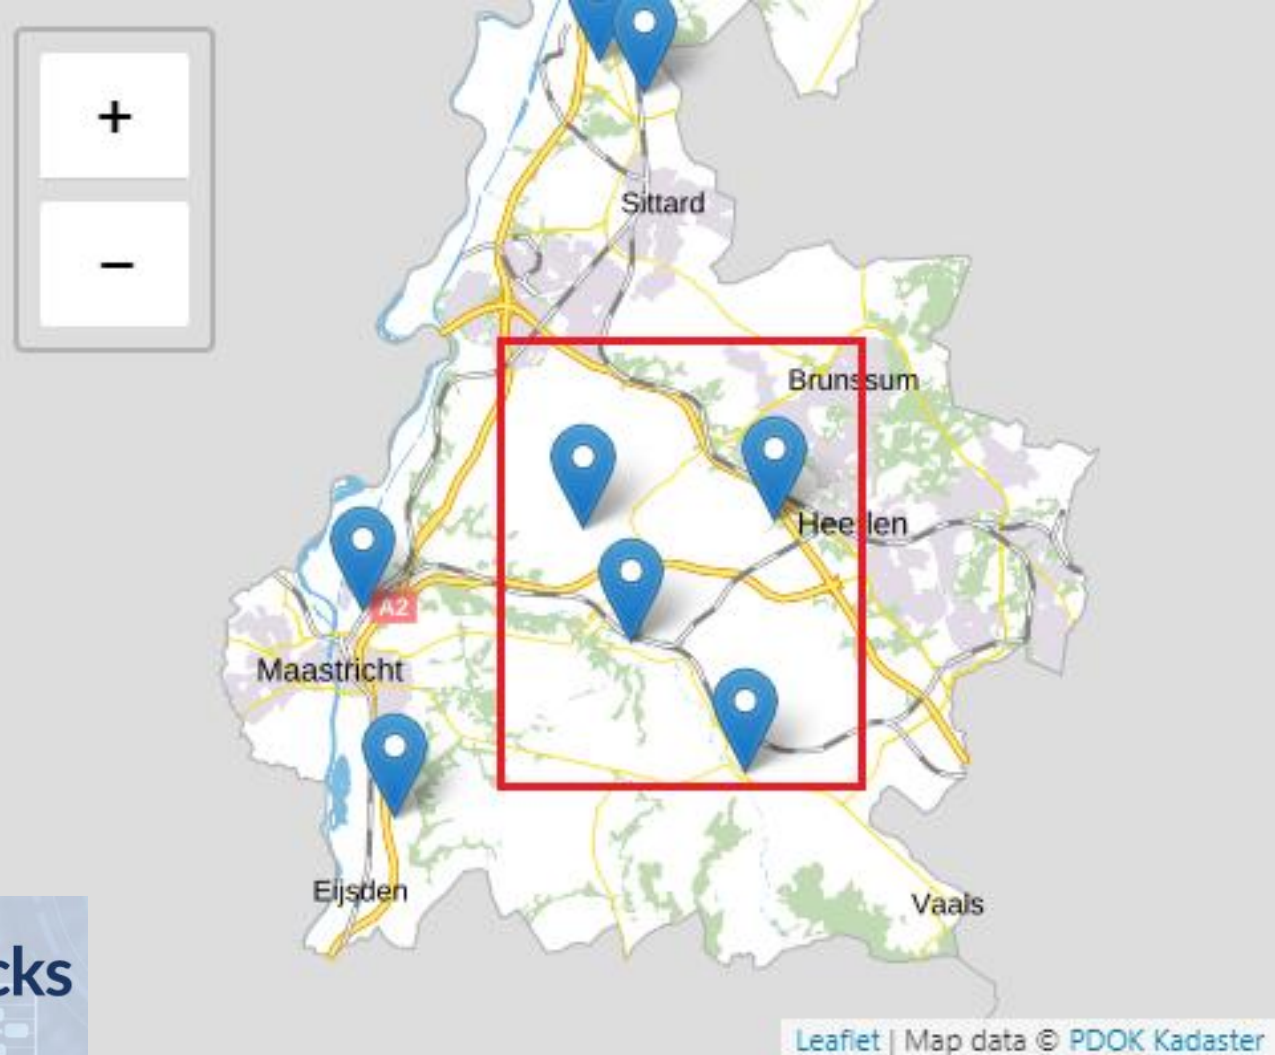 +
−
Sittard
Brunssum
Heerlen
A2
Maastricht
Eijsden
Vaals
cks
Leaflet | Map data © PDOK Kadaster